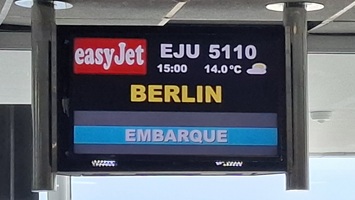 easyJet EJU 5110
15:00 14.0°C
BERLIN
EMBARQUE